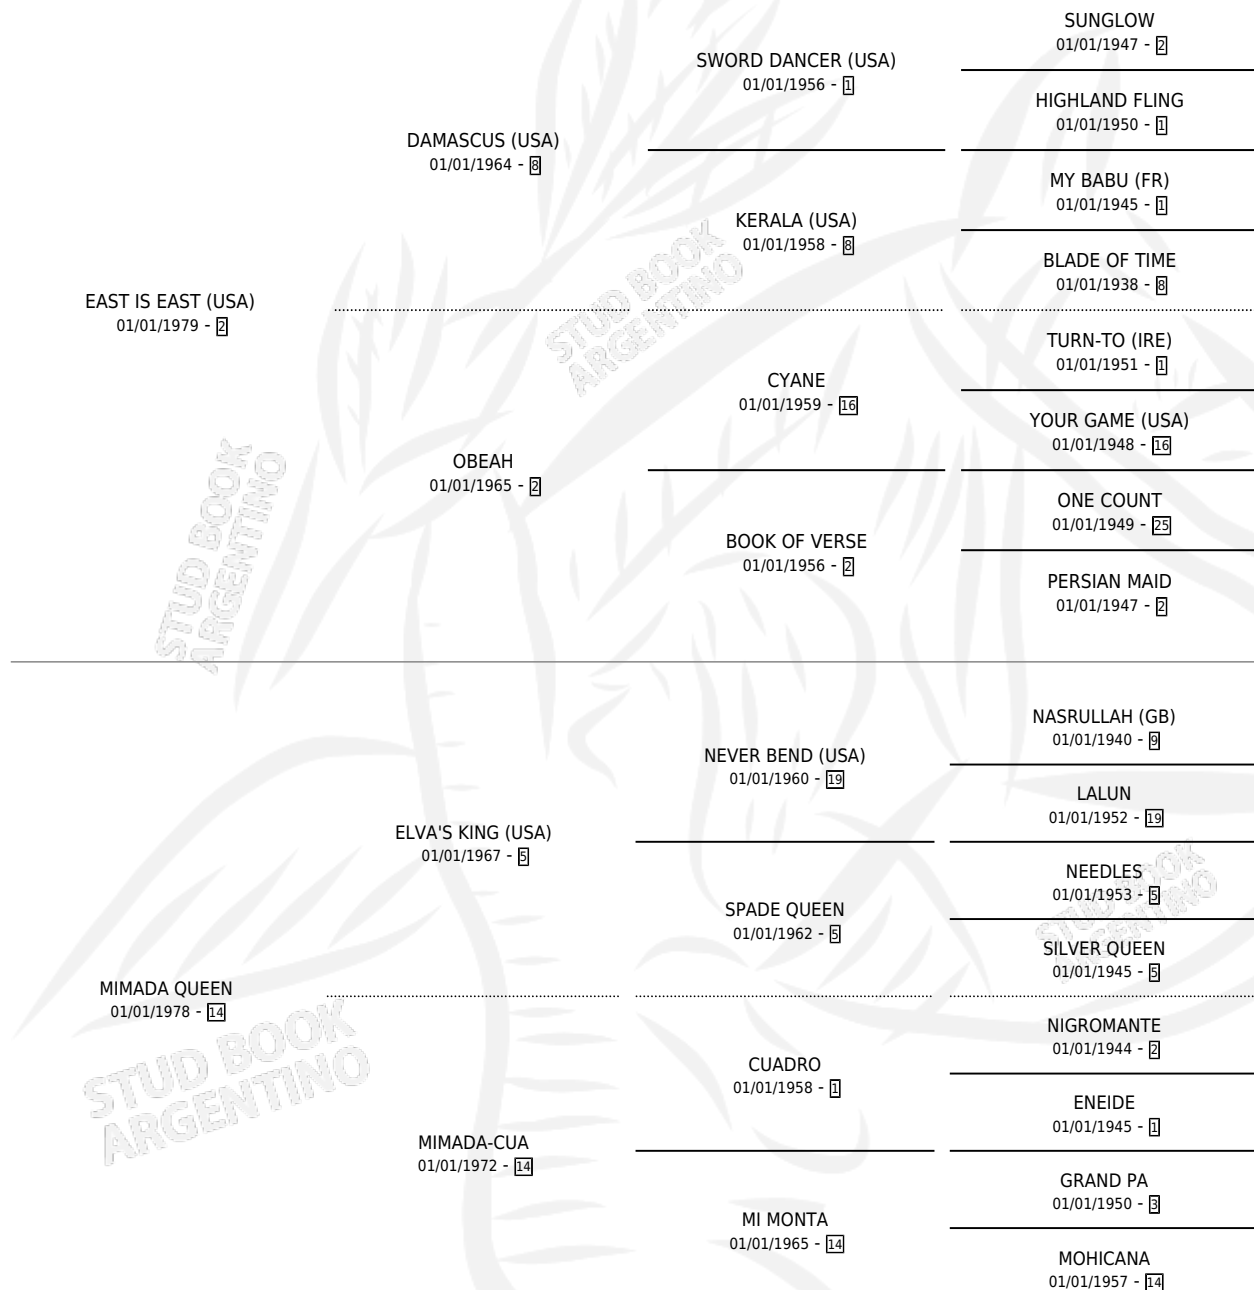 SUNGLOW
01/01/1947 - 2
SWORD DANCER (USA)
01/01/1956 - 1
HIGHLAND FLING
01/01/1950 - 1
DAMASCUS (USA)
01/01/1964 - 8
MY BABU (FR)
01/01/1945 - 1
KERALA (USA)
01/01/1958 - 8
BLADE OF TIME
01/01/1938 - 8
EAST IS EAST (USA)
01/01/1979 - 2
TURN-TO (IRE)
01/01/1951 - 1
CYANE
01/01/1959 - 16
YOUR GAME (USA)
01/01/1948 - 16
OBEAH
01/01/1965 - 2
ONE COUNT
01/01/1949 - 25
BOOK OF VERSE
01/01/1956 - 2
PERSIAN MAID
01/01/1947 - 2
NASRULLAH (GB)
01/01/1940 - 9
NEVER BEND (USA)
01/01/1960 - 19
LALUN
01/01/1952 - 19
ELVA'S KING (USA)
01/01/1967 - 5
NEEDLES
01/01/1953 - 5
SPADE QUEEN
01/01/1962 - 5
SILVER QUEEN
01/01/1945 - 5
MIMADA QUEEN
01/01/1978 - 14
NIGROMANTE
01/01/1944 - 2
CUADRO
01/01/1958 - 1
ENEIDE
01/01/1945 - 1
MIMADA-CUA
01/01/1972 - 14
GRAND PA
01/01/1950 - 3
MI MONTA
01/01/1965 - 14
MOHICANA
01/01/1957 - 14
STUD BOOK
ARGENTINO
STUD BOOK
ARGENTINO
STUD BOOK
ARGENTINO
STUD BOOK
ARGENTINO